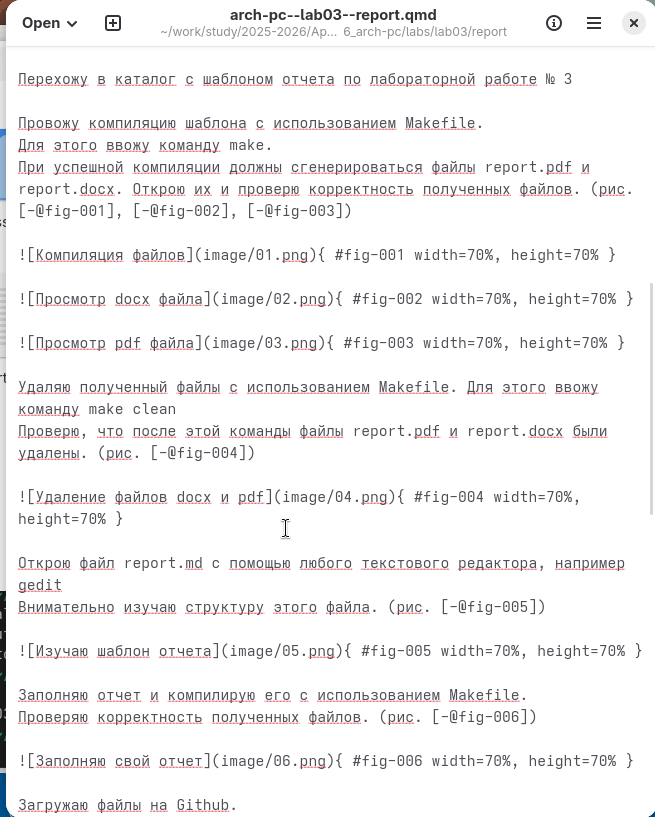 Open
arch-pc--lab03--report.qmd
~/work/study/2025-2026/Ap... 6_arch-pc/labs/lab03/report
Перехожу в каталог с шаблоном отчета по лабораторной работе № 3
Провожу компиляцию шаблона с использованием Makefile.
Для этого ввожу команду make.
При успешной компиляции должны сгенерироваться файлы report.pdf и
report.docx. Открою их и проверю корректность полученных файлов. (рис.
[-@fig-001], [-@fig-002], [-@fig-003])
![Компиляция файлов](image/01.png){ #fig-001 width=70%, height=70% }
![Просмотр docx файла](image/02.png){ #fig-002 width=70%, height=70% }
![Просмотр pdf файла](image/03.png){ #fig-003 width=70%, height=70% }
Удаляю полученный файлы с использованием Makefile. Для этого ввожу
команду make clean
Проверю, что после этой команды файлы report.pdf и report.docx были
удалены. (рис. [-@fig-004])
![Удаление файлов docx и pdf](image/04.png){ #fig-004 width=70%,
height=70% }
Открою файл report.md с помощью любого текстового редактора, например
gedit
Внимательно изучаю структуру этого файла. (рис. [-@fig-005])
![Изучаю шаблон отчета](image/05.png){ #fig-005 width=70%, height=70% }
Заполняю отчет и компилирую его с использованием Makefile.
Проверяю корректность полученных файлов. (рис. [-@fig-006])
![Заполняю свой отчет](image/06.png){ #fig-006 width=70%, height=70% }
Загружаю файлы на Github.